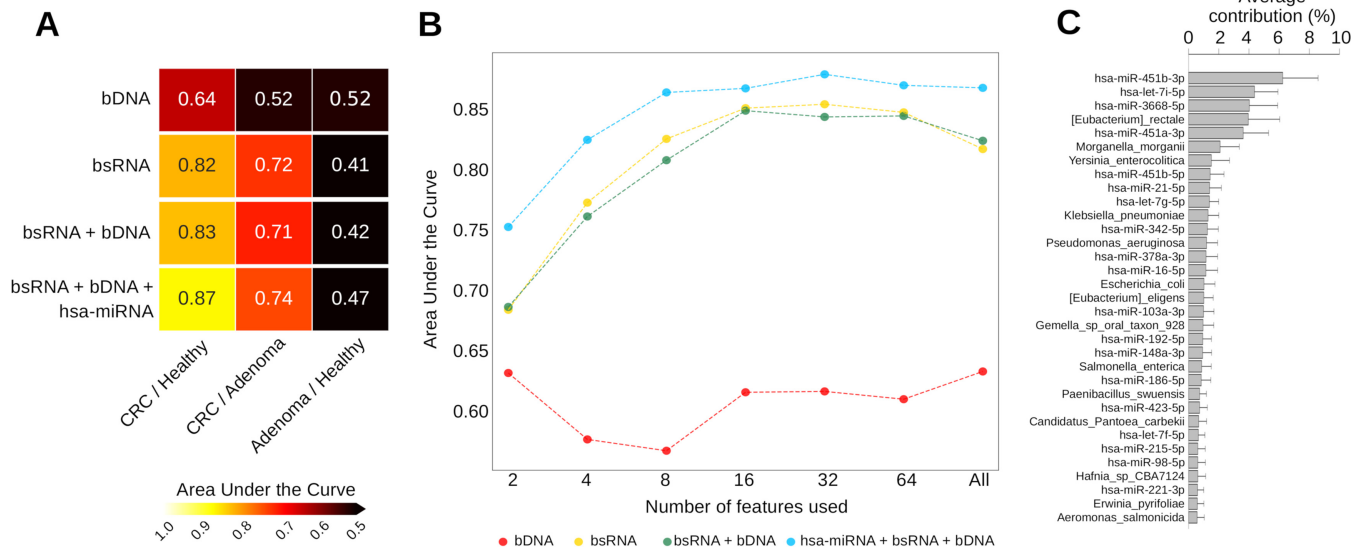 A
bDNA
0.64
0.52
0.52
bsRNA
0.82
0.72
0.41
bsRNA + bDNA
0.83
0.71
0.42
bsRNA + bDNA +
hsa-miRNA
0.87
0.74
0.47
CRC / Healthy
CRC / Adenoma
Adenoma / Healthy
Area Under the Curve
1.0
0.9
0.8
0.7
0.6
0.5
B
Area Under the Curve
0.85
0.80
0.75
0.70
0.65
0.60
2
4
8
16
32
64
All
Number of features used
bDNA
bsRNA
bsRNA + bDNA
hsa-miRNA + bsRNA + bDNA
C
Average
contribution (%)
0 2 4 6 8 10
hsa-miR-451b-3p
hsa-let-7i-5p
hsa-miR-3668-5p
[Eubacterium]_rectale
hsa-miR-451a-3p
Morganella_morganii
Yersinia_enterocolitica
hsa-miR-451b-5p
hsa-miR-21-5p
hsa-let-7g-5p
Klebsiella_pneumoniae
hsa-miR-342-5p
Pseudomonas_aeruginosa
hsa-miR-378a-3p
hsa-miR-16-5p
Escherichia_coli
[Eubacterium]_eligens
hsa-miR-103a-3p
Gemella_sp_oral_taxon_928
hsa-miR-192-5p
hsa-miR-148a-3p
Salmonella_enterica
hsa-miR-186-5p
Paenibacillus_swuensis
hsa-miR-423-5p
Candidatus_Pantoea_carbekii
hsa-let-7f-5p
hsa-miR-215-5p
hsa-miR-98-5p
Hafnia_sp_CBA7124
hsa-miR-221-3p
Erwinia_pyrifoliae
Aeromonas_salmonicida